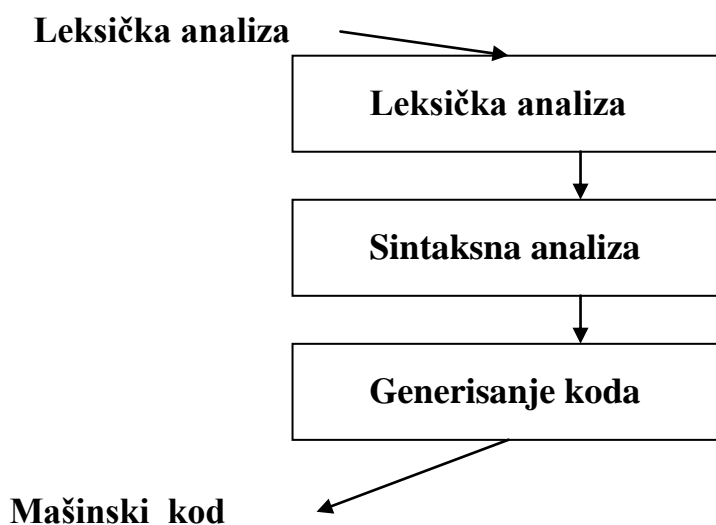 Leksička analiza
Leksička analiza
Sintaksna analiza
Generisanje koda
Mašinski kod